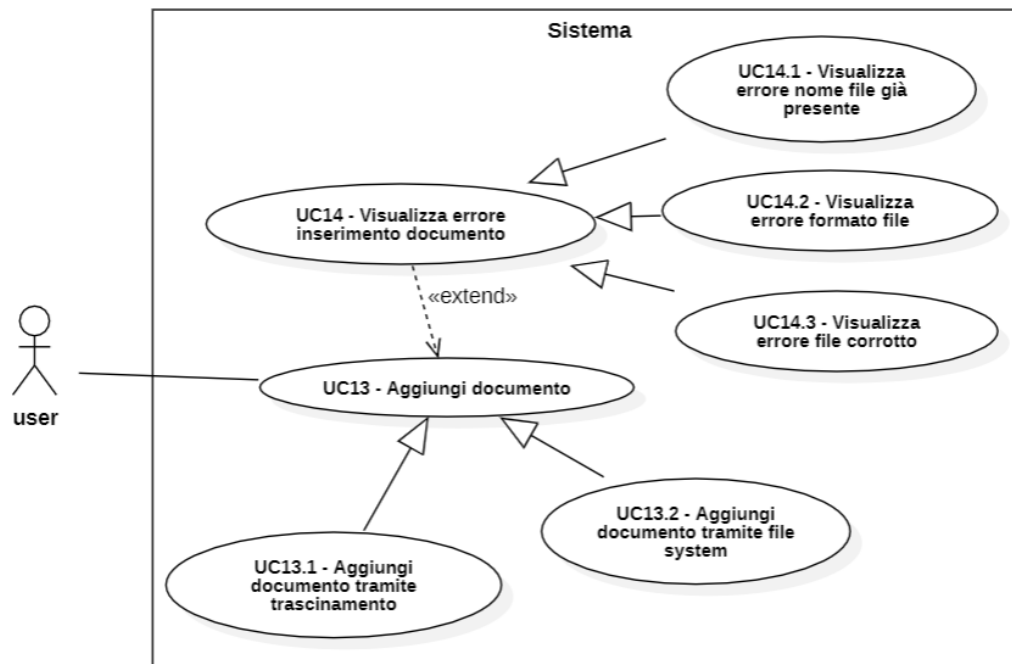 Sistema
UC14.1 - Visualizza
errore nome file già
presente
UC14 - Visualizza errore
inserimento documento
UC14.2 - Visualizza
errore formato file
«extend»
UC14.3 - Visualizza
errore file corrotto
UC13 - Aggiungi documento
user
UC13.2 - Aggiungi
documento tramite file
system
UC13.1 - Aggiungi
documento tramite
trascinamento